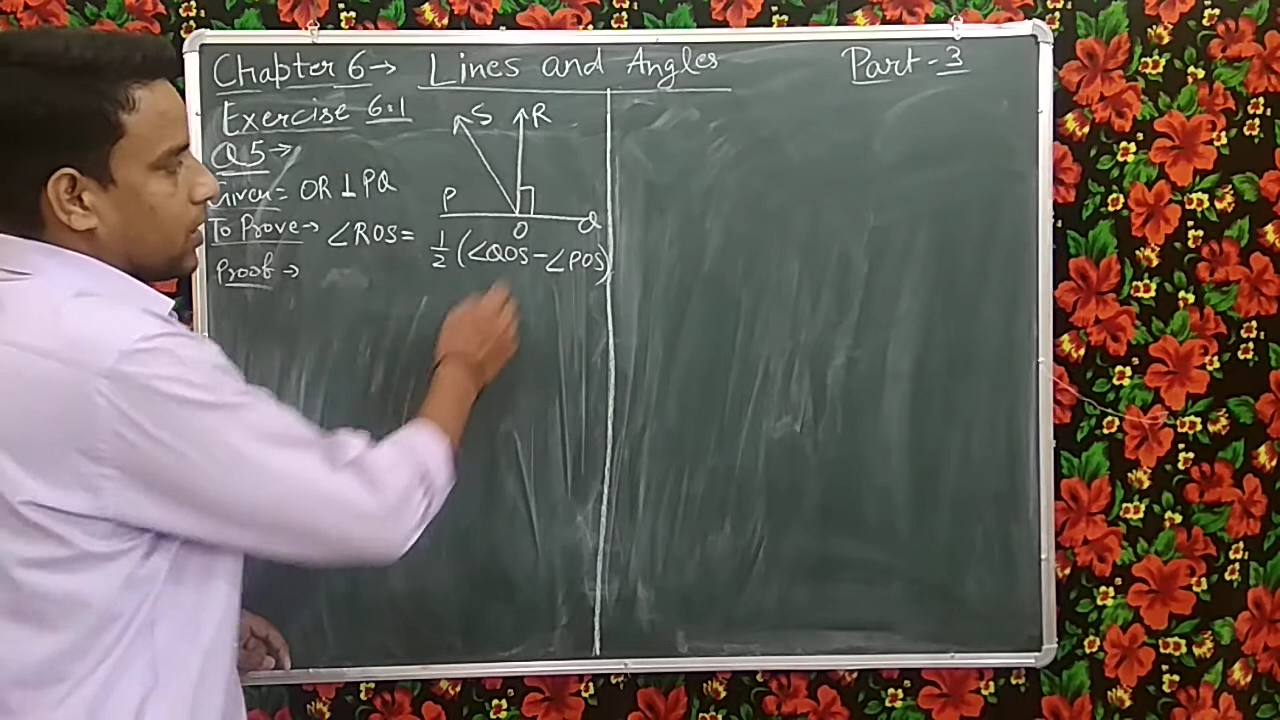 Chapter 6→ Lines and Angles
Part-3
Exercise 6.1
Q5→
Given= OR ⊥ PQ
S R
P O Q
To Prove→ ∠ROS = 1/2 (∠QOS-∠POS)
Proof→